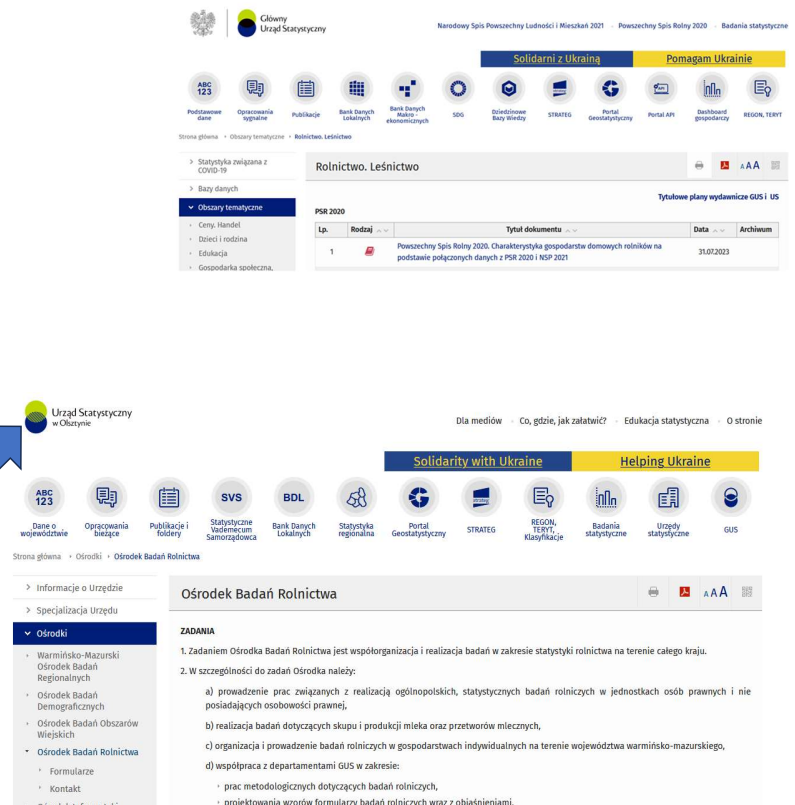 Główny
Urząd Statystyczny
Narodowy Spis Powszechny Ludności i Mieszkań 2021 Powszechny Spis Rolny 2020 Badania statystyczne
Solidarni z Ukrainą Pomagam Ukrainie
ABC
123
API
Podstawowe
dane
Opracowania
sygnalne
Publikacje
Bank Danych
Lokalnych
Bank Danych
Makro -
ekonomicznych
SDG
Dziedzinowe
Bazy Wiedzy
STRATEG
Portal
Geostatystyczny
Portal API
Dashboard
gospodarczy
REGON, TERYT
Strona główna Obszary tematyczne Rolnictwo. Leśnictwo
Statystyka związana z
COVID-19
Bazy danych
Obszary tematyczne
Ceny. Handel
Dzieci i rodzina
Edukacja
Gospodarka społeczna,
Rolnictwo. Leśnictwo
A A A
Tytułowe plany wydawnicze GUS i US
PSR 2020
Lp. Rodzaj Tytuł dokumentu Data Archiwum
1 Powszechny Spis Rolny 2020. Charakterystyka gospodarstw domowych rolników na
podstawie połączonych danych z PSR 2020 i NSP 2021 31.07.2023
Urząd Statystyczny
w Olsztynie
Dla mediów Co, gdzie, jak załatwić? Edukacja statystyczna O stronie
Solidarity with Ukraine Helping Ukraine
ABC
123
SVS
BDL
strateg
Dane o
województwie
Opracowania
bieżące
Publikacje i
foldery
Statystyczne
Vademecum
Samorządowca
Bank Danych
Lokalnych
Statystyka
regionalna
Portal
Geostatystyczny
STRATEG
REGON,
TERYT,
Klasyfikacje
Badania
statystyczne
Urzędy
statystyczne
GUS
Strona główna Ośrodki Ośrodek Badań Rolnictwa
Informacje o Urzędzie
Specjalizacja Urzędu
Ośrodki
Warmińsko-Mazurski
Ośrodek Badań
Regionalnych
Ośrodek Badań
Demograficznych
Ośrodek Badań Obszarów
Wiejskich
Ośrodek Badań Rolnictwa
Formularze
Kontakt
Ośrodek Badań Rolnictwa
A A A
ZADANIA
1. Zadaniem Ośrodka Badań Rolnictwa jest współorganizacja i realizacja badań w zakresie statystyki rolnictwa na terenie całego kraju.
2. W szczególności do zadań Ośrodka należy:
a) prowadzenie prac związanych z realizacją ogólnopolskich, statystycznych badań rolniczych w jednostkach osób prawnych i nie
posiadających osobowości prawnej,
b) realizacja badań dotyczących skupu i produkcji mleka oraz przetworów mlecznych,
c) organizacja i prowadzenie badań rolniczych w gospodarstwach indywidualnych na terenie województwa warmińsko-mazurskiego,
d) współpraca z departamentami GUS w zakresie:
prac metodologicznych dotyczących badań rolniczych,
projektowania wzorów formularzy badań rolniczych wraz z objaśnieniami,